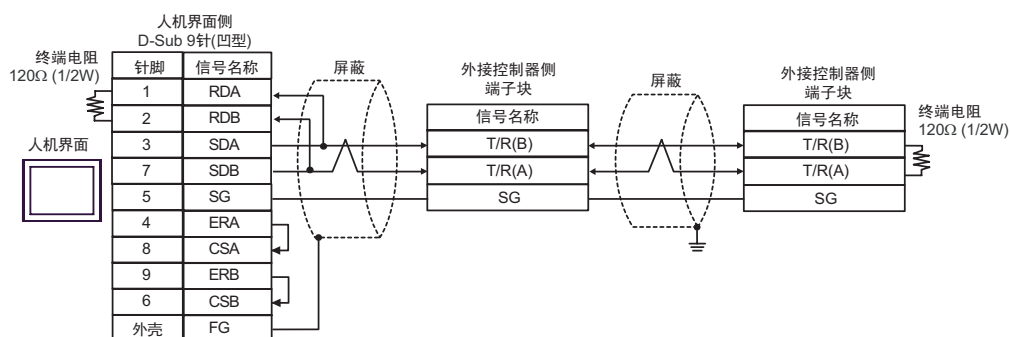 人机界面侧
D-Sub 9针(凹型)
终端电阻
120Ω (1/2W)
针脚 信号名称
1 RDA
2 RDB
3 SDA
7 SDB
5 SG
4 ERA
8 CSA
9 ERB
6 CSB
外壳 FG
人机界面
屏蔽
外接控制器侧
端子块
信号名称
T/R(B)
T/R(A)
SG
屏蔽
外接控制器侧
端子块
信号名称
T/R(B)
T/R(A)
SG
终端电阻
120Ω (1/2W)